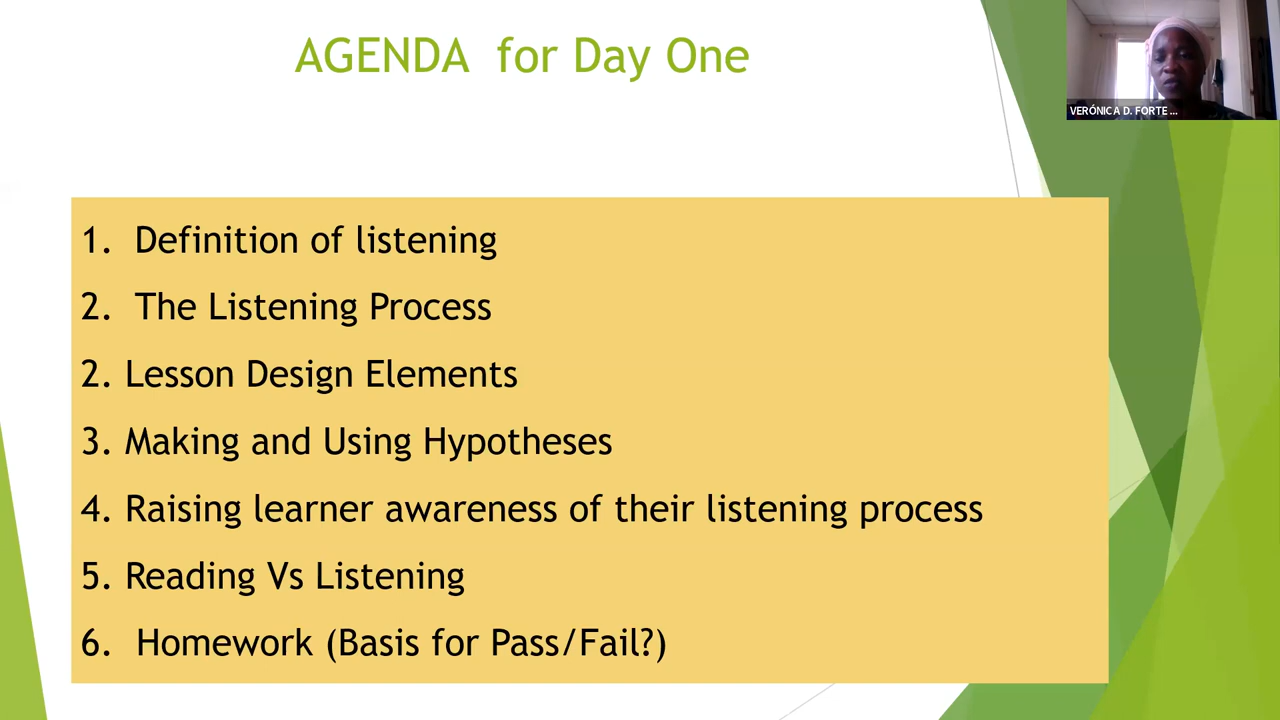 AGENDA for Day One
VERÓNICA D. FORTE ...
1. Definition of listening
2. The Listening Process
2. Lesson Design Elements
3. Making and Using Hypotheses
4. Raising learner awareness of their listening process
5. Reading Vs Listening
6. Homework (Basis for Pass/Fail?)